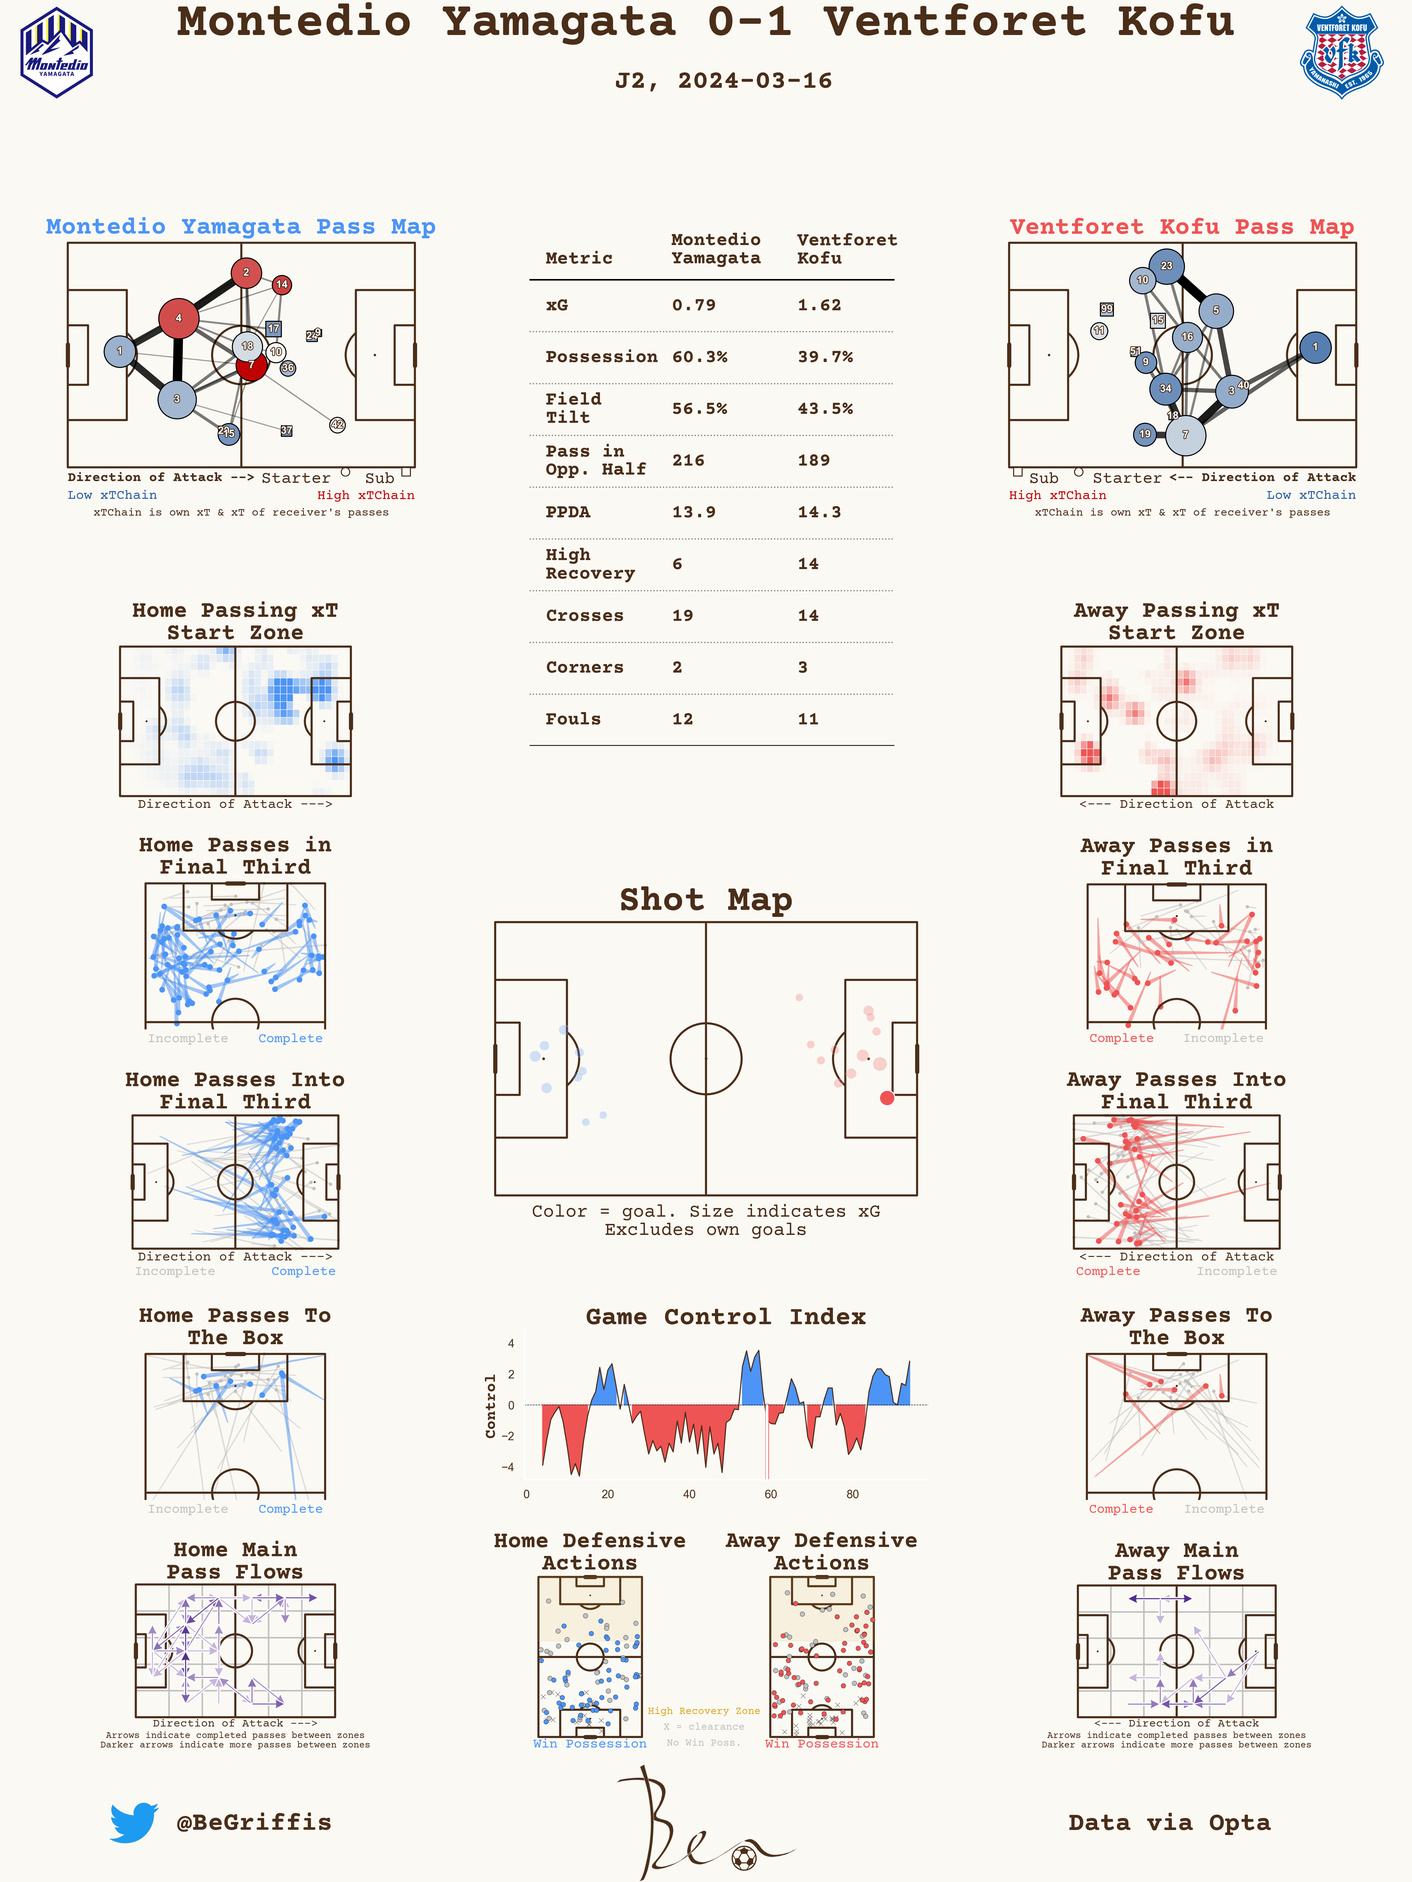 Montedio Yamagata 0-1 Ventforet Kofu
J2, 2024-03-16
Montedio
YAMAGATA
VENTFORET KOFU
vfk
YAMANASHI EST. 1965
Montedio Yamagata Pass Map
2
14
4
17
9
18
1
10
7
36
3
15
37
42
Direction of Attack --> Starter Sub
Low xTChain High xTChain
xTChain is own xT & xT of receiver's passes
Metric Montedio Yamagata Ventforet Kofu
xG 0.79 1.62
Possession 60.3% 39.7%
Field Tilt 56.5% 43.5%
Pass in Opp. Half 216 189
PPDA 13.9 14.3
High Recovery 6 14
Crosses 19 14
Corners 2 3
Fouls 12 11
Ventforet Kofu Pass Map
23
10
99
5
15
11
16
51
1
9
34
3
40
18
19
7
Sub Starter <-- Direction of Attack
High xTChain Low xTChain
xTChain is own xT & xT of receiver's passes
Home Passing xT
Start Zone
Direction of Attack --->
Away Passing xT
Start Zone
<--- Direction of Attack
Home Passes in
Final Third
Incomplete Complete
Away Passes in
Final Third
Complete Incomplete
Shot Map
Color = goal. Size indicates xG
Excludes own goals
Home Passes Into
Final Third
Direction of Attack --->
Incomplete Complete
Away Passes Into
Final Third
<--- Direction of Attack
Complete Incomplete
Home Passes To
The Box
Incomplete Complete
Game Control Index
Control
4
2
0
−2
−4
0 20 40 60 80
Away Passes To
The Box
Complete Incomplete
Home Main
Pass Flows
Direction of Attack --->
Arrows indicate completed passes between zones
Darker arrows indicate more passes between zones
Home Defensive
Actions
Win Possession
Away Defensive
Actions
Win Possession
High Recovery Zone
X = clearance
No Win Poss.
Away Main
Pass Flows
<--- Direction of Attack
Arrows indicate completed passes between zones
Darker arrows indicate more passes between zones
@BeGriffis
Ben
Data via Opta